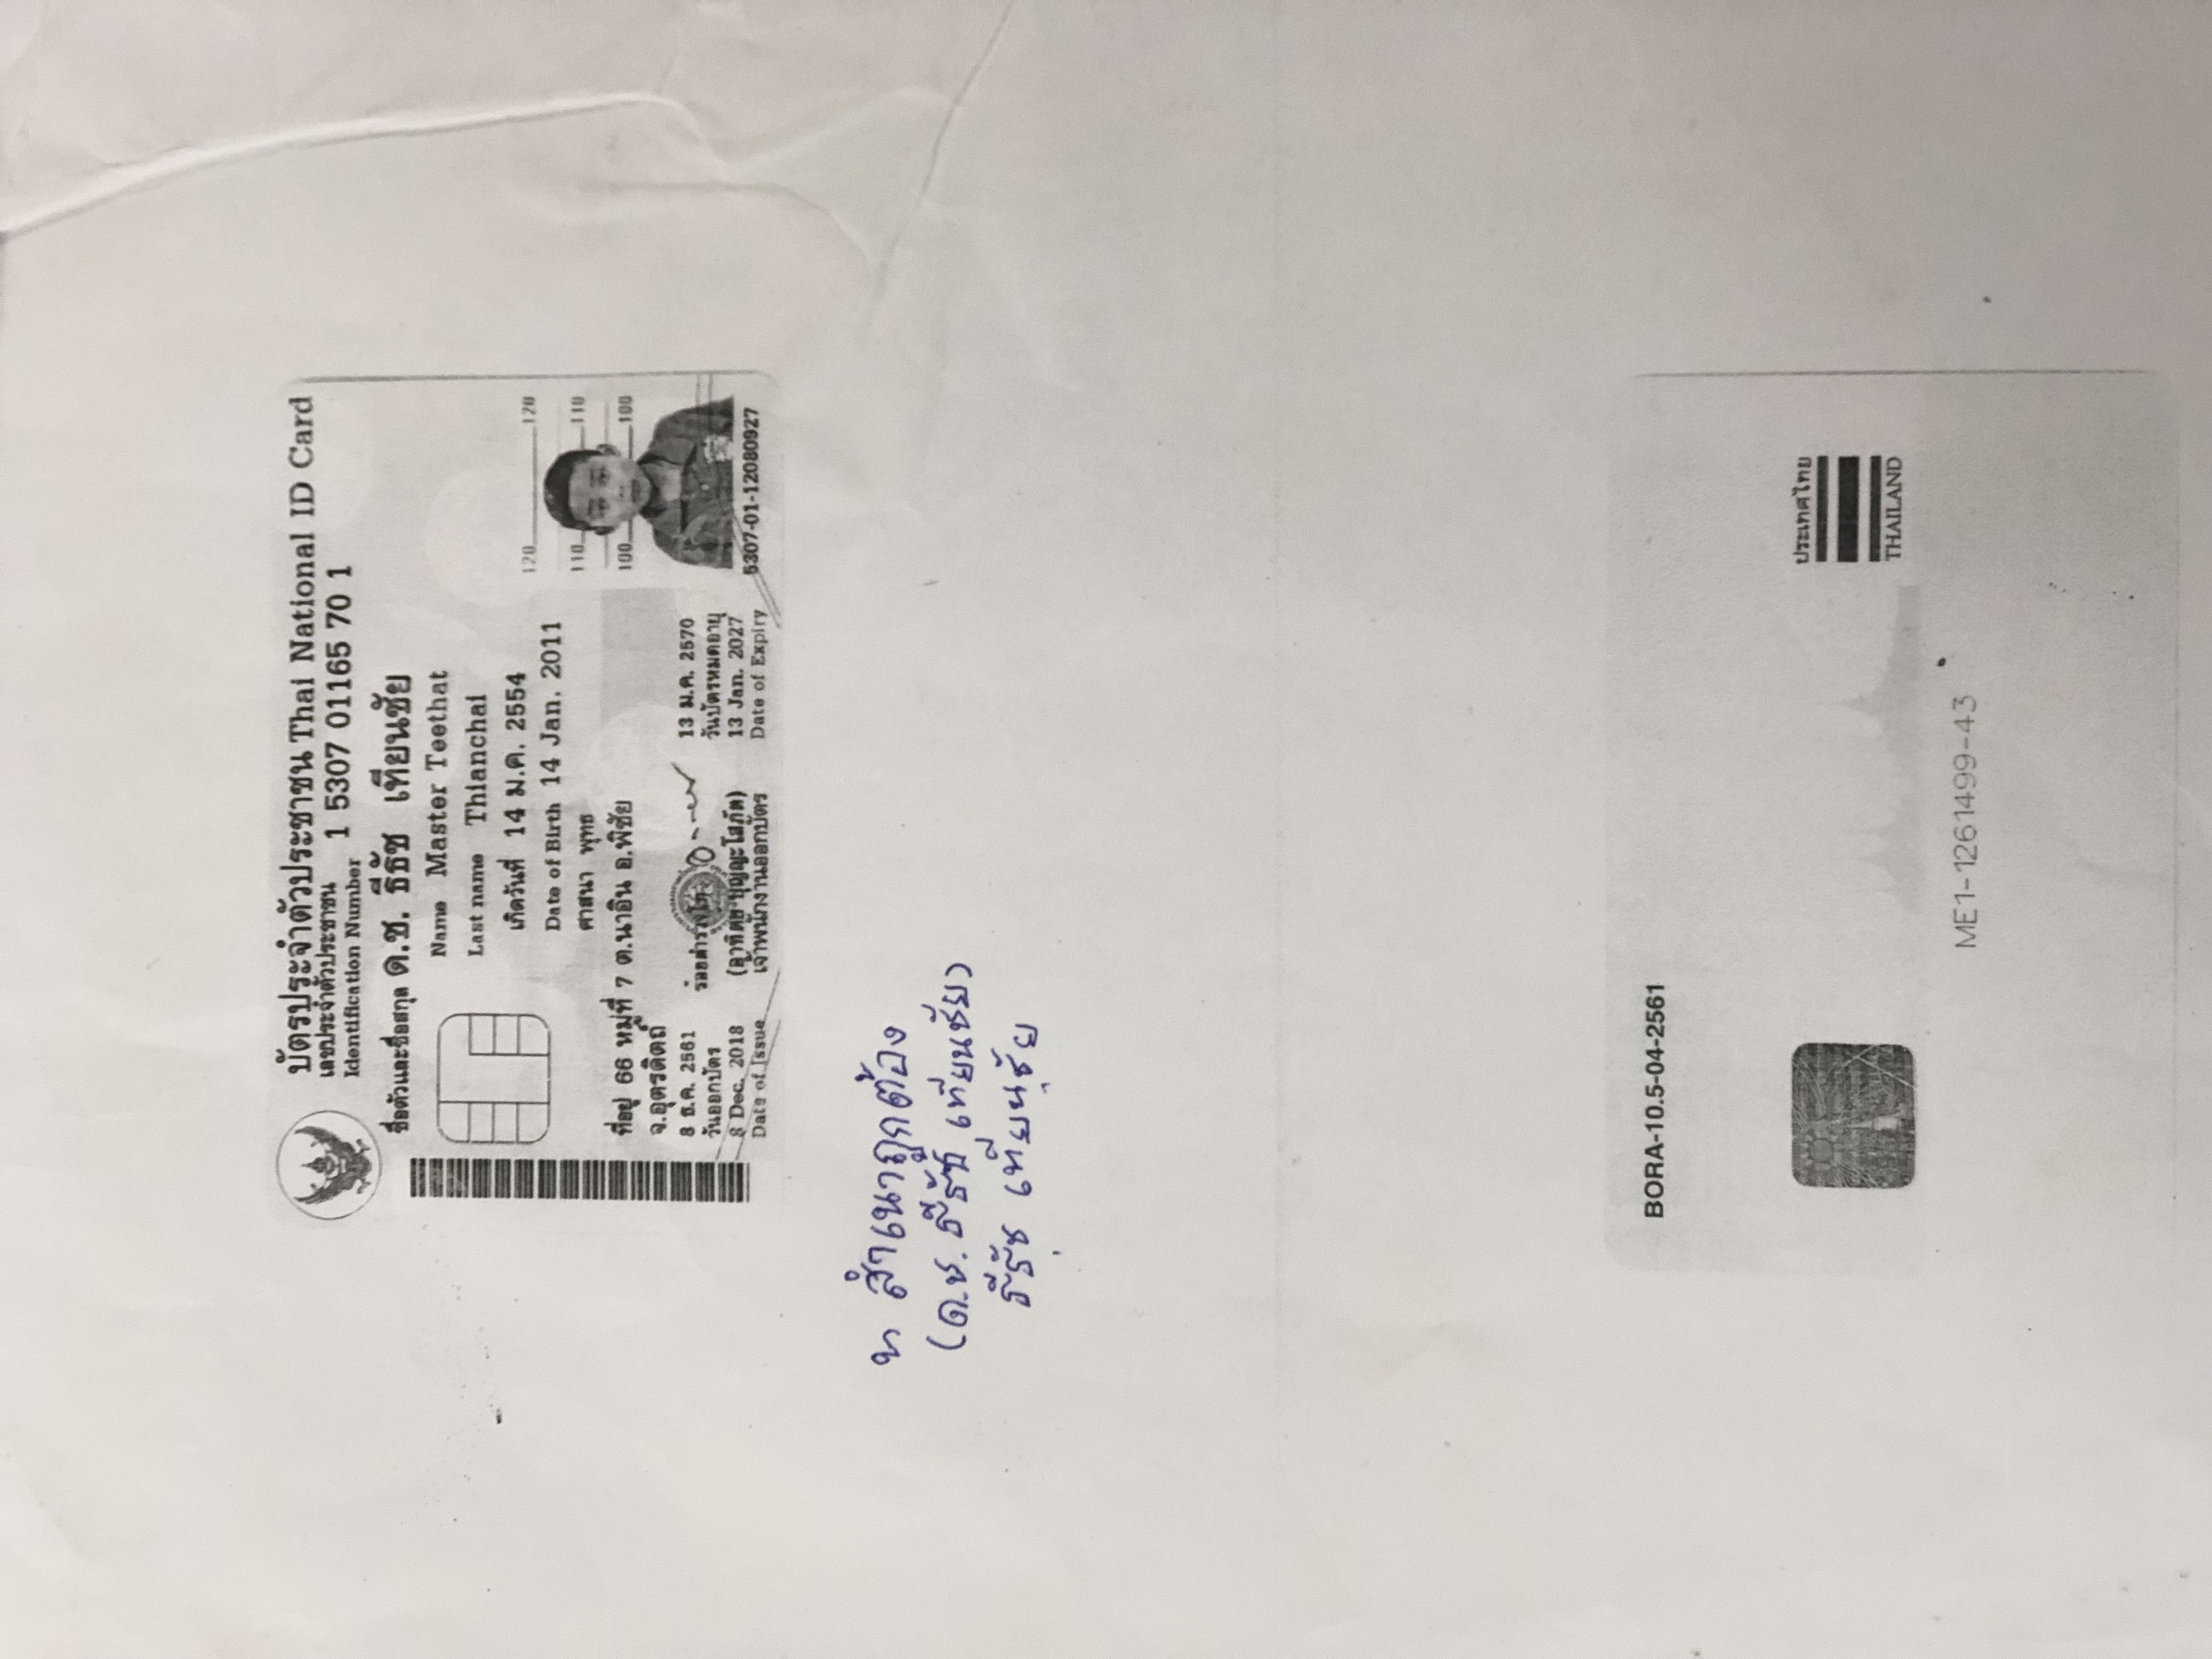 บัตรประจำตัวประชาชน Thai National ID Card
เลขประจำตัวประชาชน 1 5307 01165 70 1
Identification Number
ชื่อตัวและชื่อสกุล ด.ช. ธีธัช เทียนชัย
Name Master Teethat
Last name Thianchai
เกิดวันที่ 14 ม.ค. 2554
Date of Birth 14 Jan. 2011
ศาสนา พุทธ
ที่อยู่ 66 หมู่ที่ 7 ต.นาอิน อ.พิชัย
จ.อุตรดิตถ์
8 ธ.ค. 2561
วันออกบัตร
8 Dec. 2018
Date of Issue
เจ้าพนักงานออกบัตร
13 ม.ค. 2570
วันบัตรหมดอายุ
13 Jan. 2027
Date of Expiry
120 120
110 110
100 100
5307-01-12080927
สำเนาถูกต้อง
(ด.ช. ธีธัช เทียนชัย)
ธีธัช เทียนชัย
BORA-10.5-04-2561
ประเทศไทย
THAILAND
ME1-1261499-43